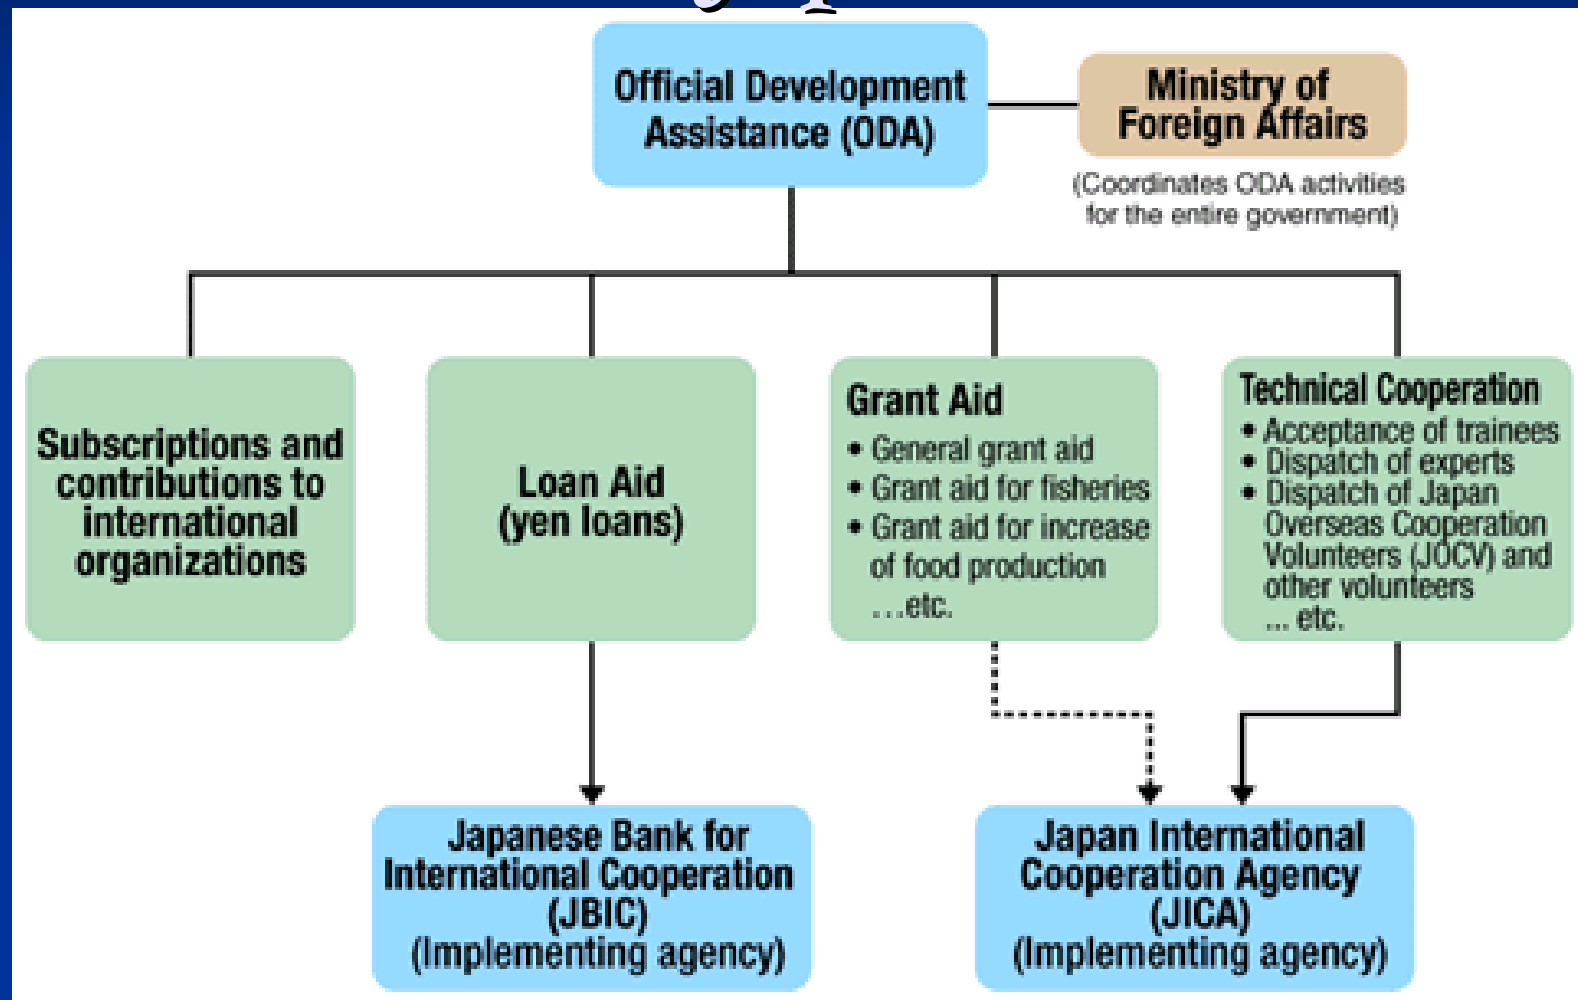 Official Development
Assistance (ODA)
Ministry of
Foreign Affairs
(Coordinates ODA activities
for the entire government)
Subscriptions and
contributions to
international
organizations
Loan Aid
(yen loans)
Grant Aid
• General grant aid
• Grant aid for fisheries
• Grant aid for increase
of food production
...etc.
Technical Cooperation
• Acceptance of trainees
• Dispatch of experts
• Dispatch of Japan
Overseas Cooperation
Volunteers (JOCV) and
other volunteers
... etc.
Japanese Bank for
International Cooperation
(JBIC)
(Implementing agency)
Japan International
Cooperation Agency
(JICA)
(Implementing agency)